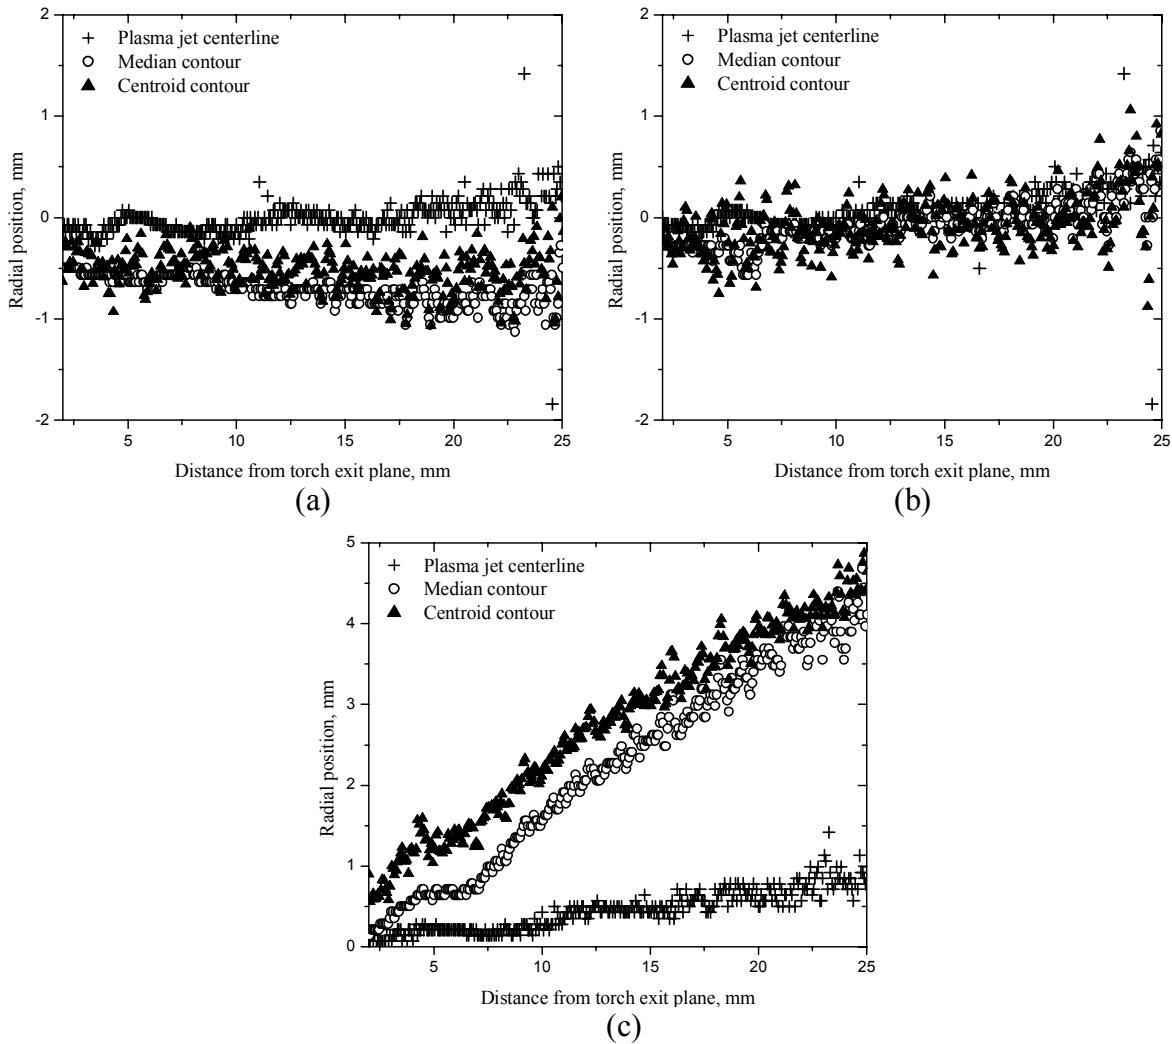 2
1
0
-1
-2
Radial position, mm
Plasma jet centerline
Median contour
Centroid contour
5 10 15 20 25
Distance from torch exit plane, mm
(a)
2
1
0
-1
-2
Radial position, mm
Plasma jet centerline
Median contour
Centroid contour
5 10 15 20 25
Distance from torch exit plane, mm
(b)
5
4
3
2
1
0
Radial position, mm
Plasma jet centerline
Median contour
Centroid contour
5 10 15 20 25
Distance from torch exit plane, mm
(c)